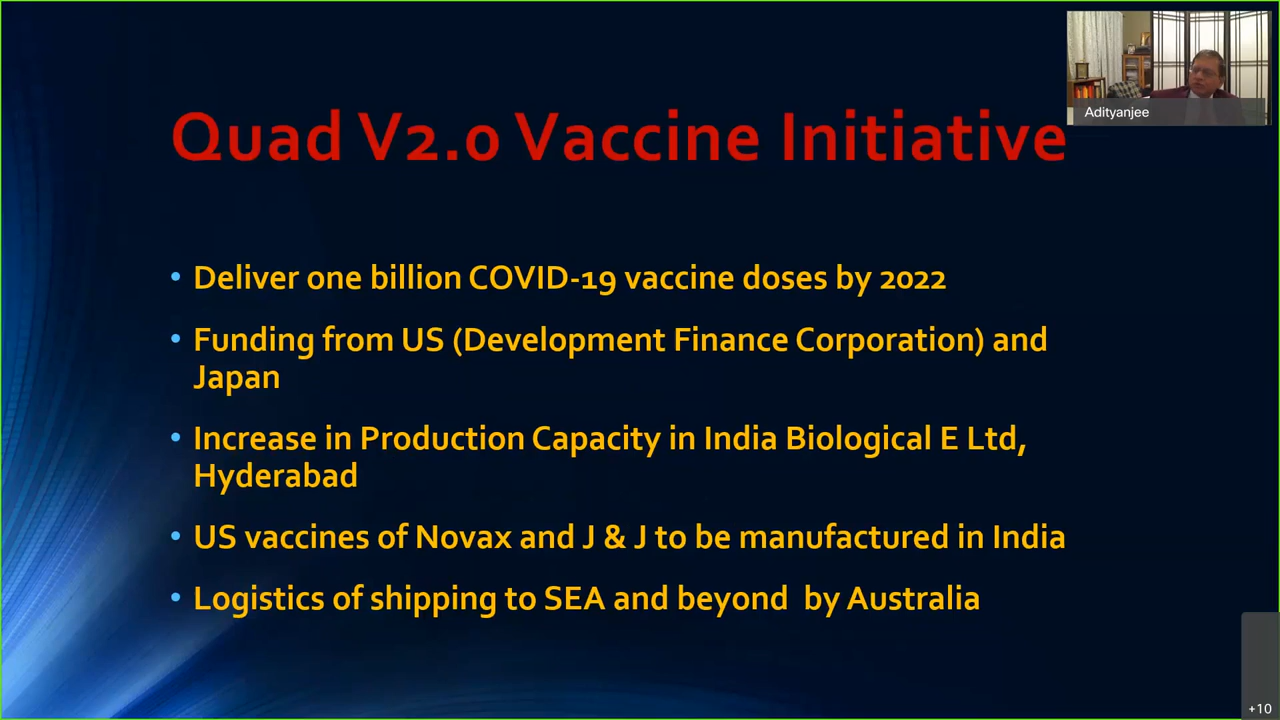 Adityanjee
Quad V2.0 Vaccine Initiative
• Deliver one billion COVID-19 vaccine doses by 2022
• Funding from US (Development Finance Corporation) and
Japan
• Increase in Production Capacity in India Biological E Ltd,
Hyderabad
• US vaccines of Novax and J & J to be manufactured in India
• Logistics of shipping to SEA and beyond  by Australia
+10